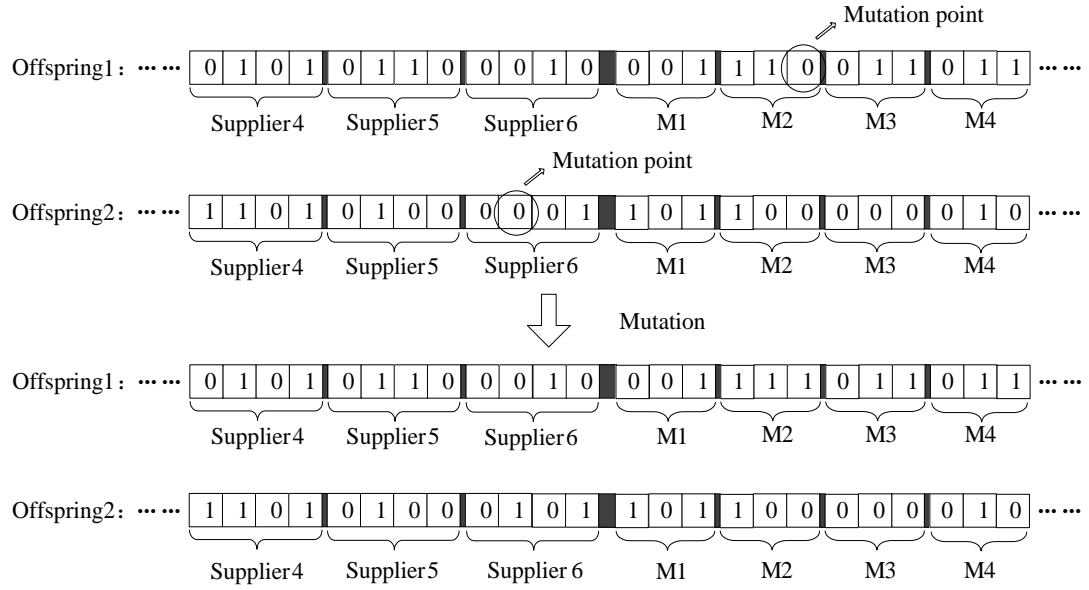 Mutation point
Offspring1: ··· ··· 0 1 0 1 0 1 1 0 0 0 1 0 0 0 1 1 1 0 0 1 1 0 1 1 ··· ···
Supplier4 Supplier5 Supplier6 M1 M2 M3 M4
Mutation point
Offspring2: ··· ··· 1 1 0 1 0 1 0 0 0 0 0 1 1 0 1 1 0 0 0 0 0 0 1 0 ··· ···
Supplier4 Supplier5 Supplier6 M1 M2 M3 M4
Mutation
Offspring1: ··· ··· 0 1 0 1 0 1 1 0 0 0 1 0 0 0 1 1 1 1 0 1 1 0 1 1 ··· ···
Supplier4 Supplier5 Supplier6 M1 M2 M3 M4
Offspring2: ··· ··· 1 1 0 1 0 1 0 0 0 1 0 1 1 0 1 1 0 0 0 0 0 0 1 0 ··· ···
Supplier4 Supplier5 Supplier 6 M1 M2 M3 M4